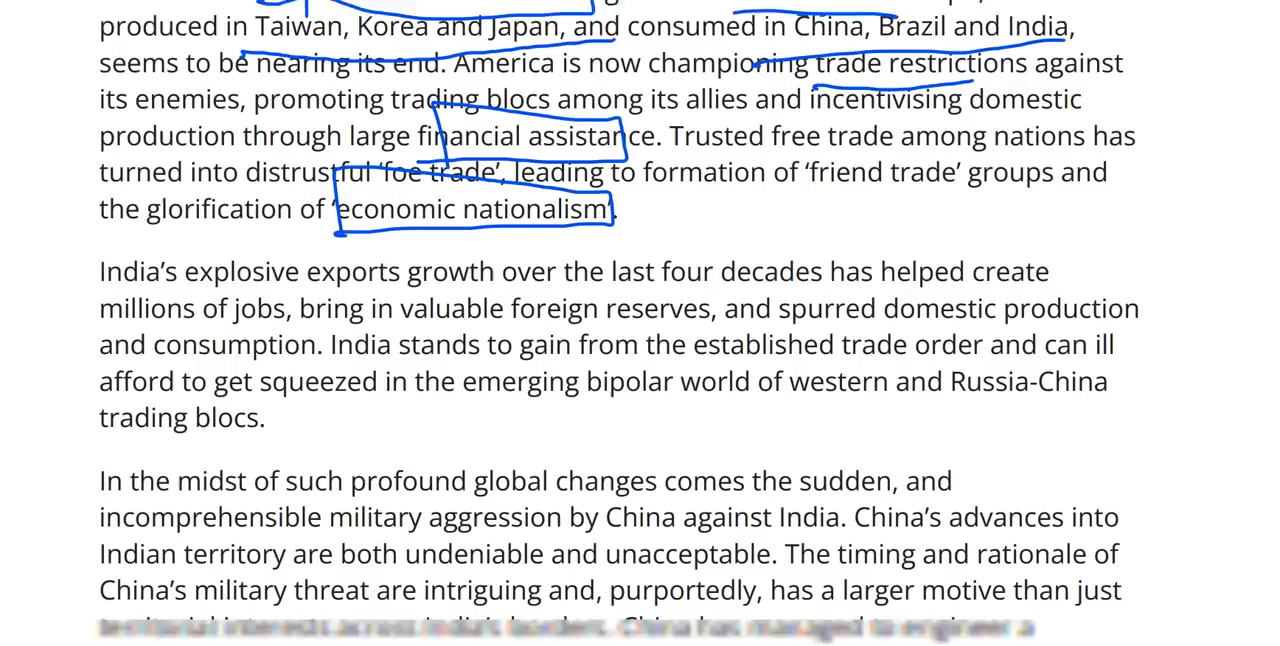 produced in Taiwan, Korea and Japan, and consumed in China, Brazil and India,
seems to be nearing its end. America is now championing trade restrictions against
its enemies, promoting trading blocs among its allies and incentivising domestic
production through large financial assistance. Trusted free trade among nations has
turned into distrustful ‘foe trade’, leading to formation of ‘friend trade’ groups and
the glorification of ‘economic nationalism’.
India’s explosive exports growth over the last four decades has helped create
millions of jobs, bring in valuable foreign reserves, and spurred domestic production
and consumption. India stands to gain from the established trade order and can ill
afford to get squeezed in the emerging bipolar world of western and Russia-China
trading blocs.
In the midst of such profound global changes comes the sudden, and
incomprehensible military aggression by China against India. China’s advances into
Indian territory are both undeniable and unacceptable. The timing and rationale of
China’s military threat are intriguing and, purportedly, has a larger motive than just